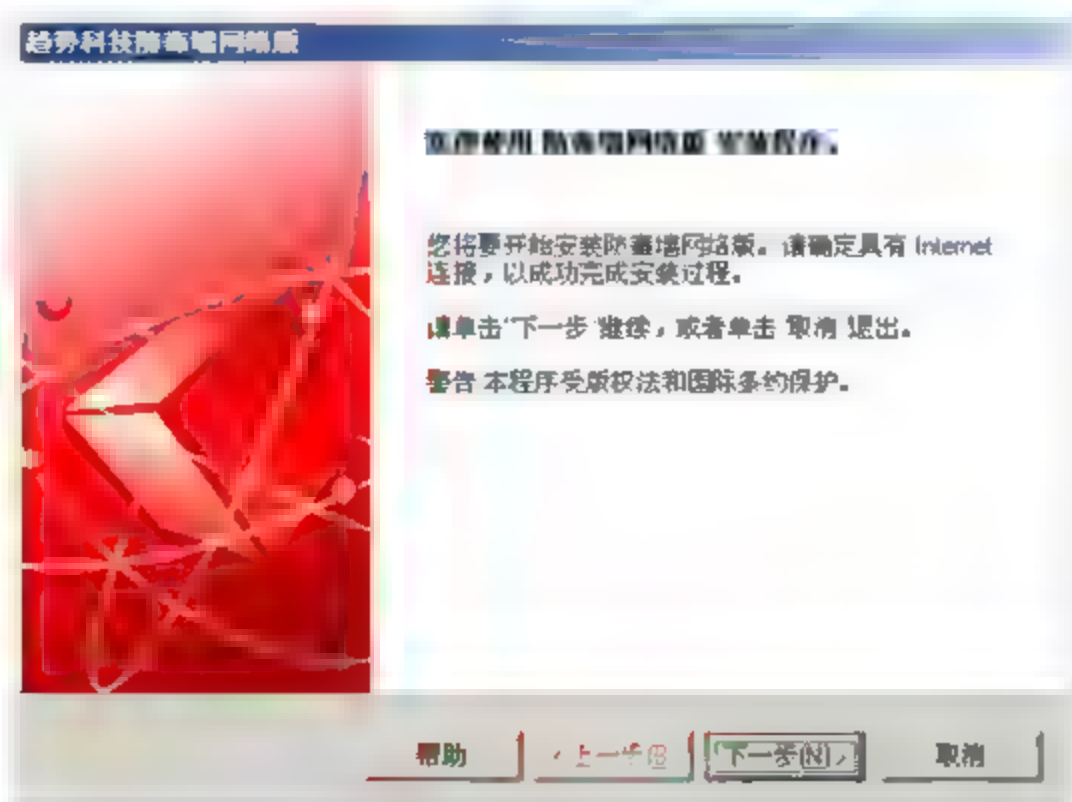 趋势科技防毒墙网络版
欢迎使用 防毒墙网络版 安装程序。
您将要开始安装防毒墙网络版。请确定具有 Internet
连接，以成功完成安装过程。
请单击“下一步”继续，或者单击“取消”退出。
警告 本程序受版权法和国际条约保护。
帮助
< 上一步(B)
下一步(N) >
取消